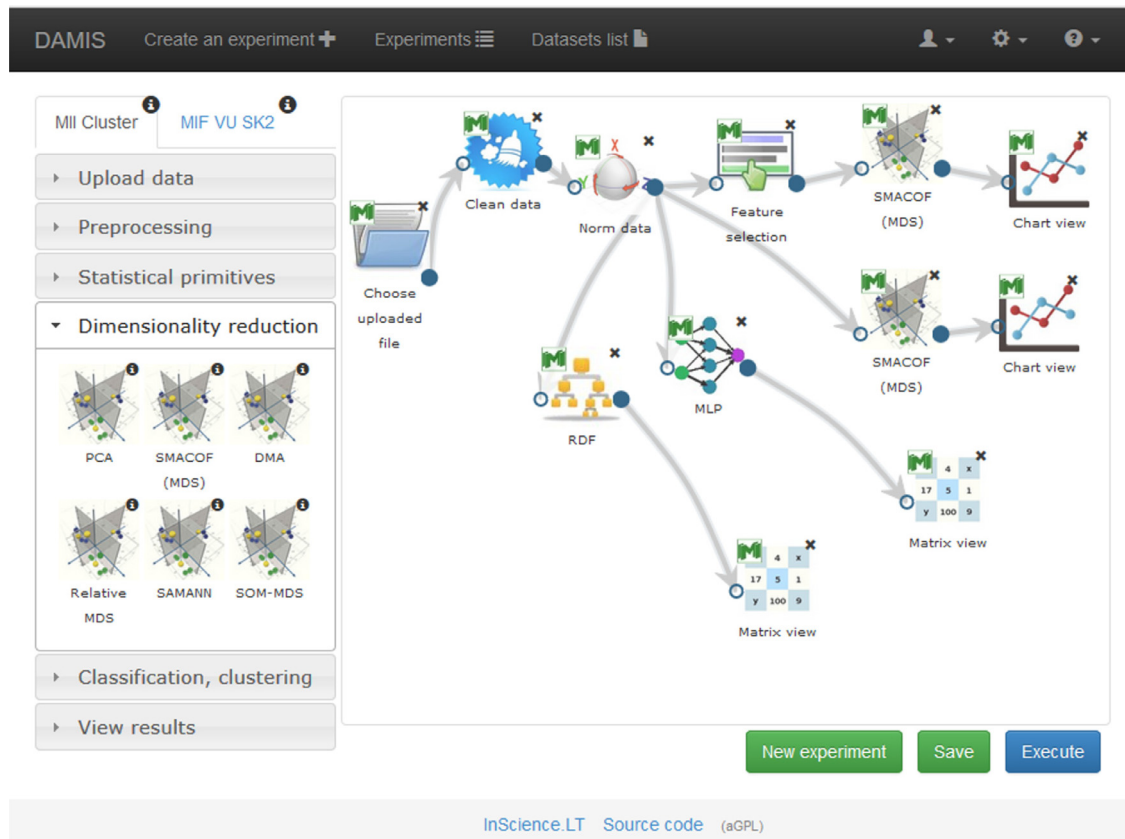 DAMIS Create an experiment Experiments Datasets list
MII Cluster MIF VU SK2
Upload data
Preprocessing
Statistical primitives
Dimensionality reduction
PCA SMACOF (MDS) DMA
Relative MDS SAMANN SOM-MDS
Classification, clustering
View results
Choose uploaded file
Clean data
X
Y Z
Norm data
Feature selection
SMACOF (MDS)
Chart view
SMACOF (MDS)
Chart view
RDF
MLP
4 x
17 5 1
y 100 9
Matrix view
4 x
17 5 1
y 100 9
Matrix view
New experiment Save Execute
InScience.LT Source code (aGPL)